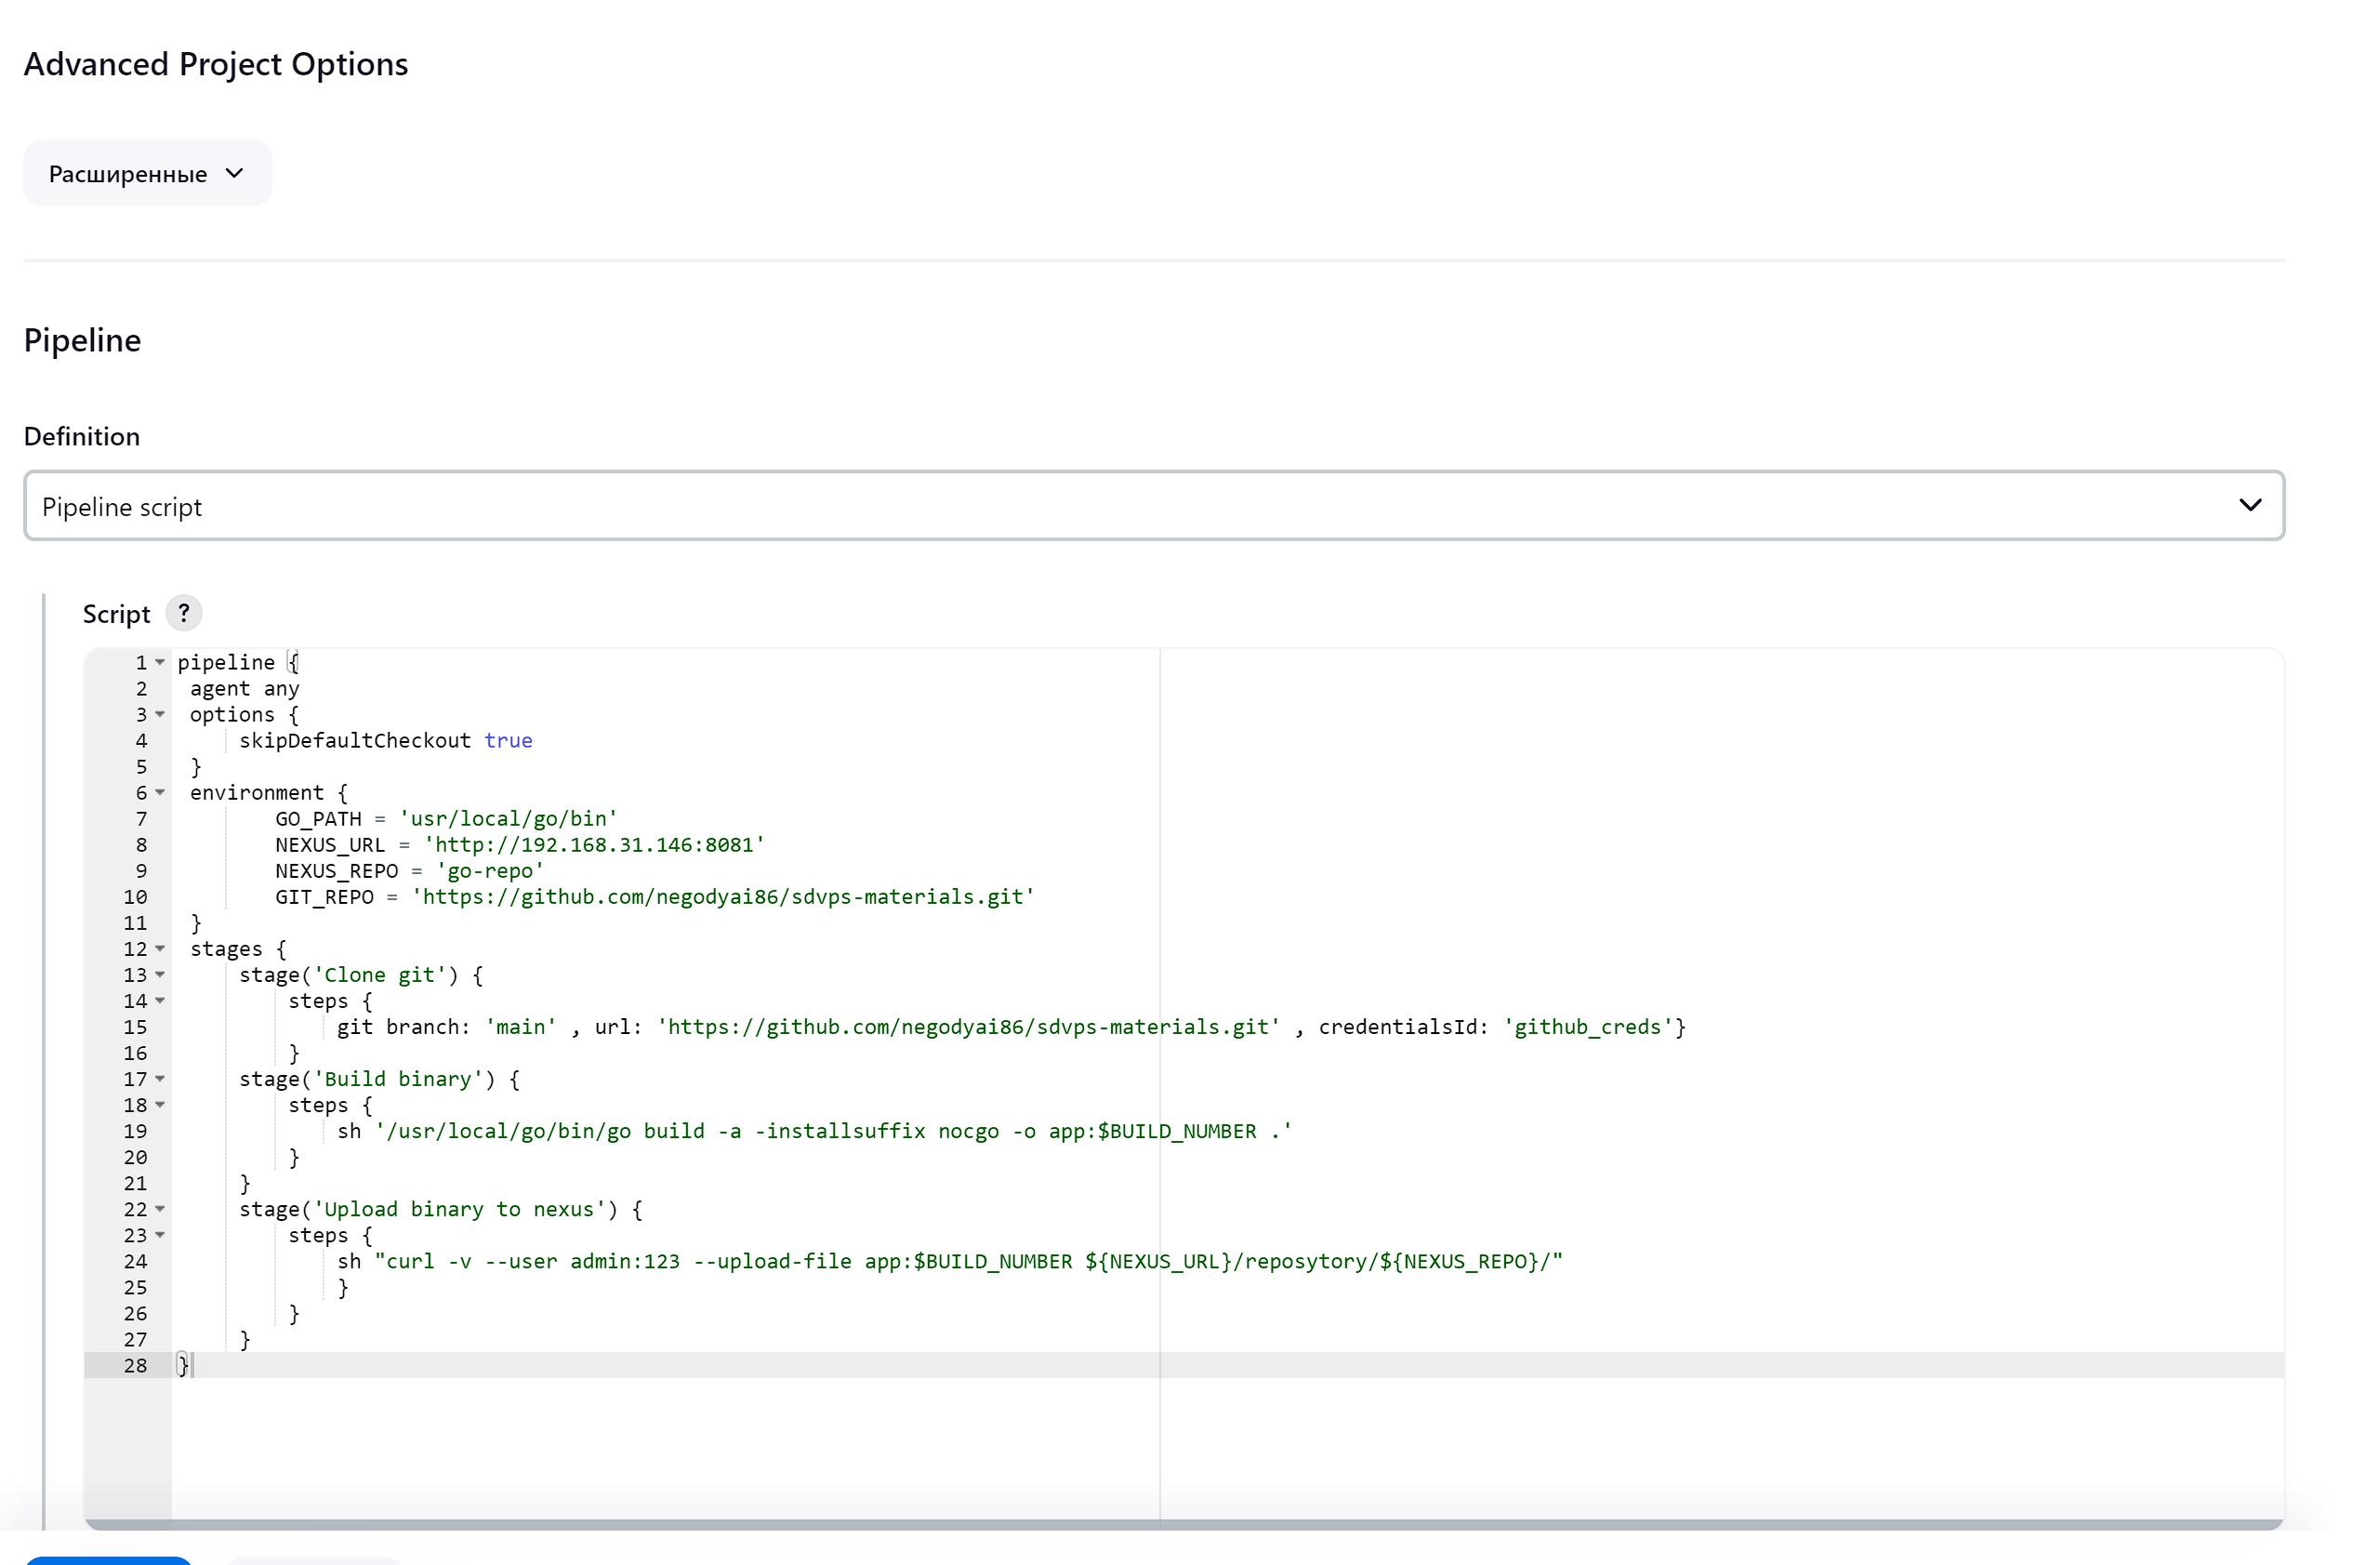 Advanced Project Options
Расширенные
Pipeline
Definition
Pipeline script
Script ?
1 pipeline {
2 agent any
3 options {
4 skipDefaultCheckout true
5 }
6 environment {
7 GO_PATH = 'usr/local/go/bin'
8 NEXUS_URL = 'http://192.168.31.146:8081'
9 NEXUS_REPO = 'go-repo'
10 GIT_REPO = 'https://github.com/negodyai86/sdvps-materials.git'
11 }
12 stages {
13 stage('Clone git') {
14 steps {
15 git branch: 'main' , url: 'https://github.com/negodyai86/sdvps-materials.git' , credentialsId: 'github_creds'}
16 }
17 stage('Build binary') {
18 steps {
19 sh '/usr/local/go/bin/go build -a -installsuffix nocgo -o app:$BUILD_NUMBER .'
20 }
21 }
22 stage('Upload binary to nexus') {
23 steps {
24 sh "curl -v --user admin:123 --upload-file app:$BUILD_NUMBER ${NEXUS_URL}/reposytory/${NEXUS_REPO}/"
25 }
26 }
27 }
28 }